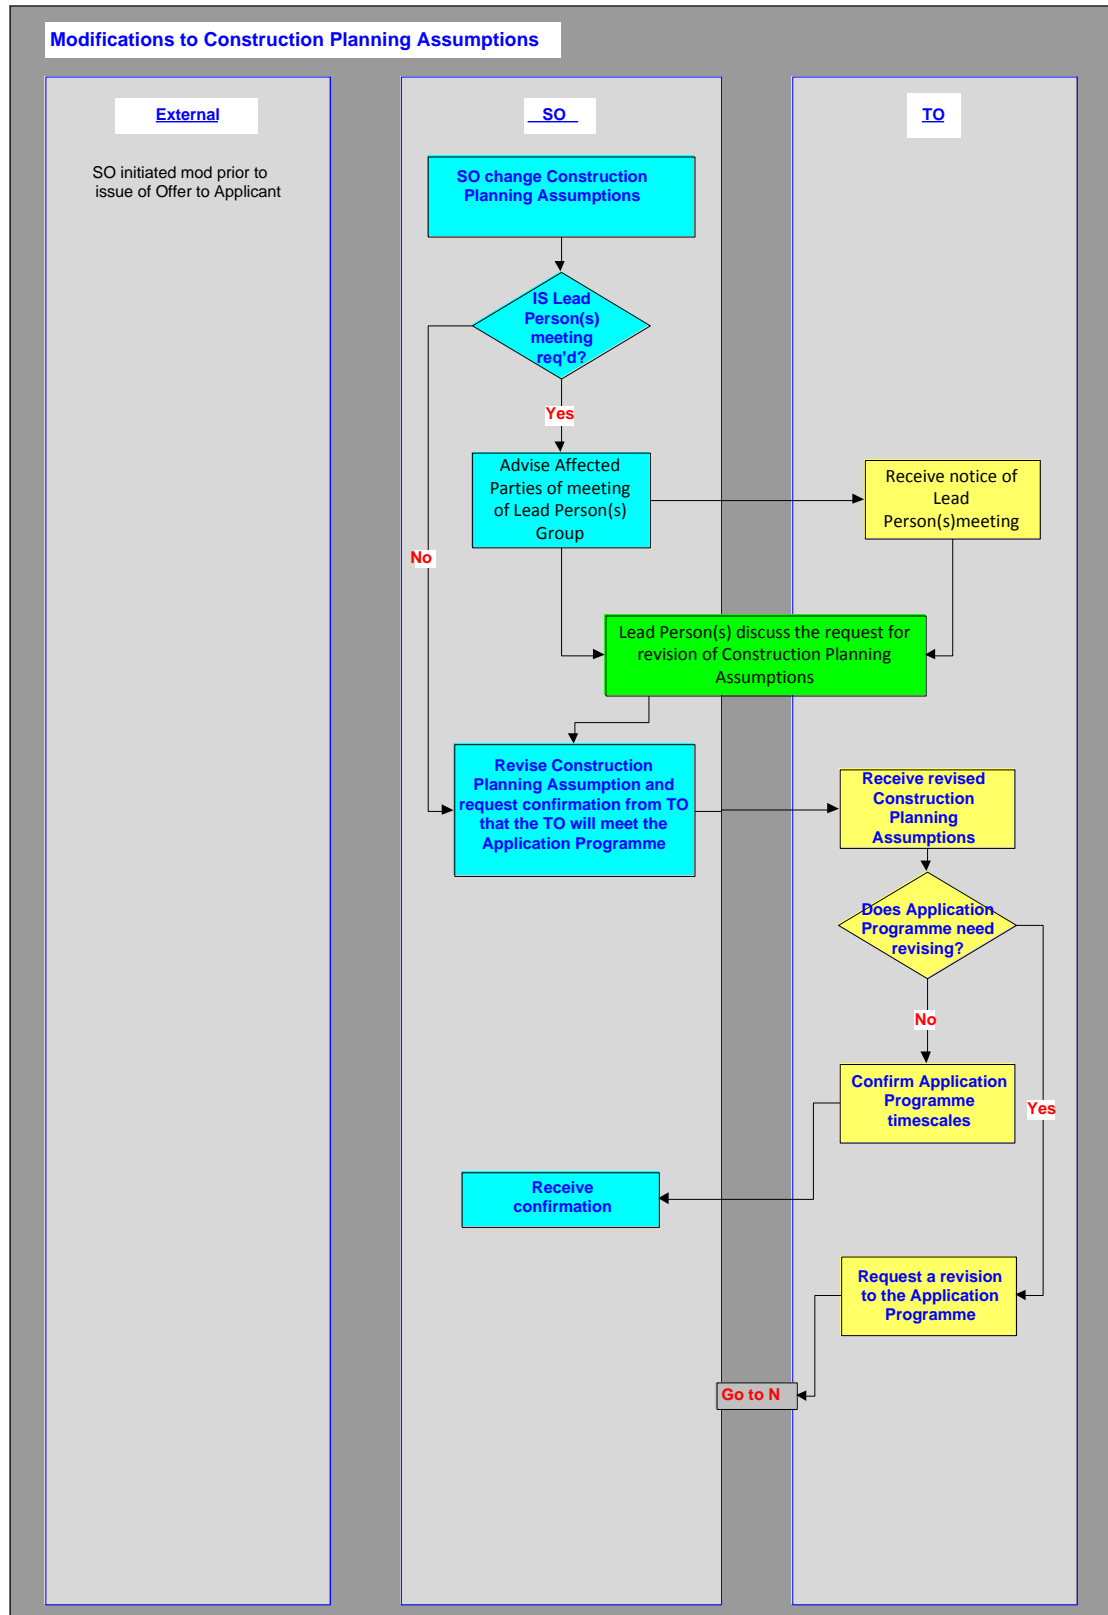 Modifications to Construction Planning Assumptions
External
SO
TO
SO initiated mod prior to
issue of Offer to Applicant
SO change Construction
Planning Assumptions
IS Lead
Person(s)
meeting
req'd?
Yes
Advise Affected
Parties of meeting
of Lead Person(s)
Group
Receive notice of
Lead
Person(s)meeting
No
Lead Person(s) discuss the request for
revision of Construction Planning
Assumptions
Revise Construction
Planning Assumption and
request confirmation from TO
that the TO will meet the
Application Programme
Receive revised
Construction
Planning
Assumptions
Does Application
Programme need
revising?
No
Confirm Application
Programme
timescales
Yes
Receive
confirmation
Request a revision
to the Application
Programme
Go to N